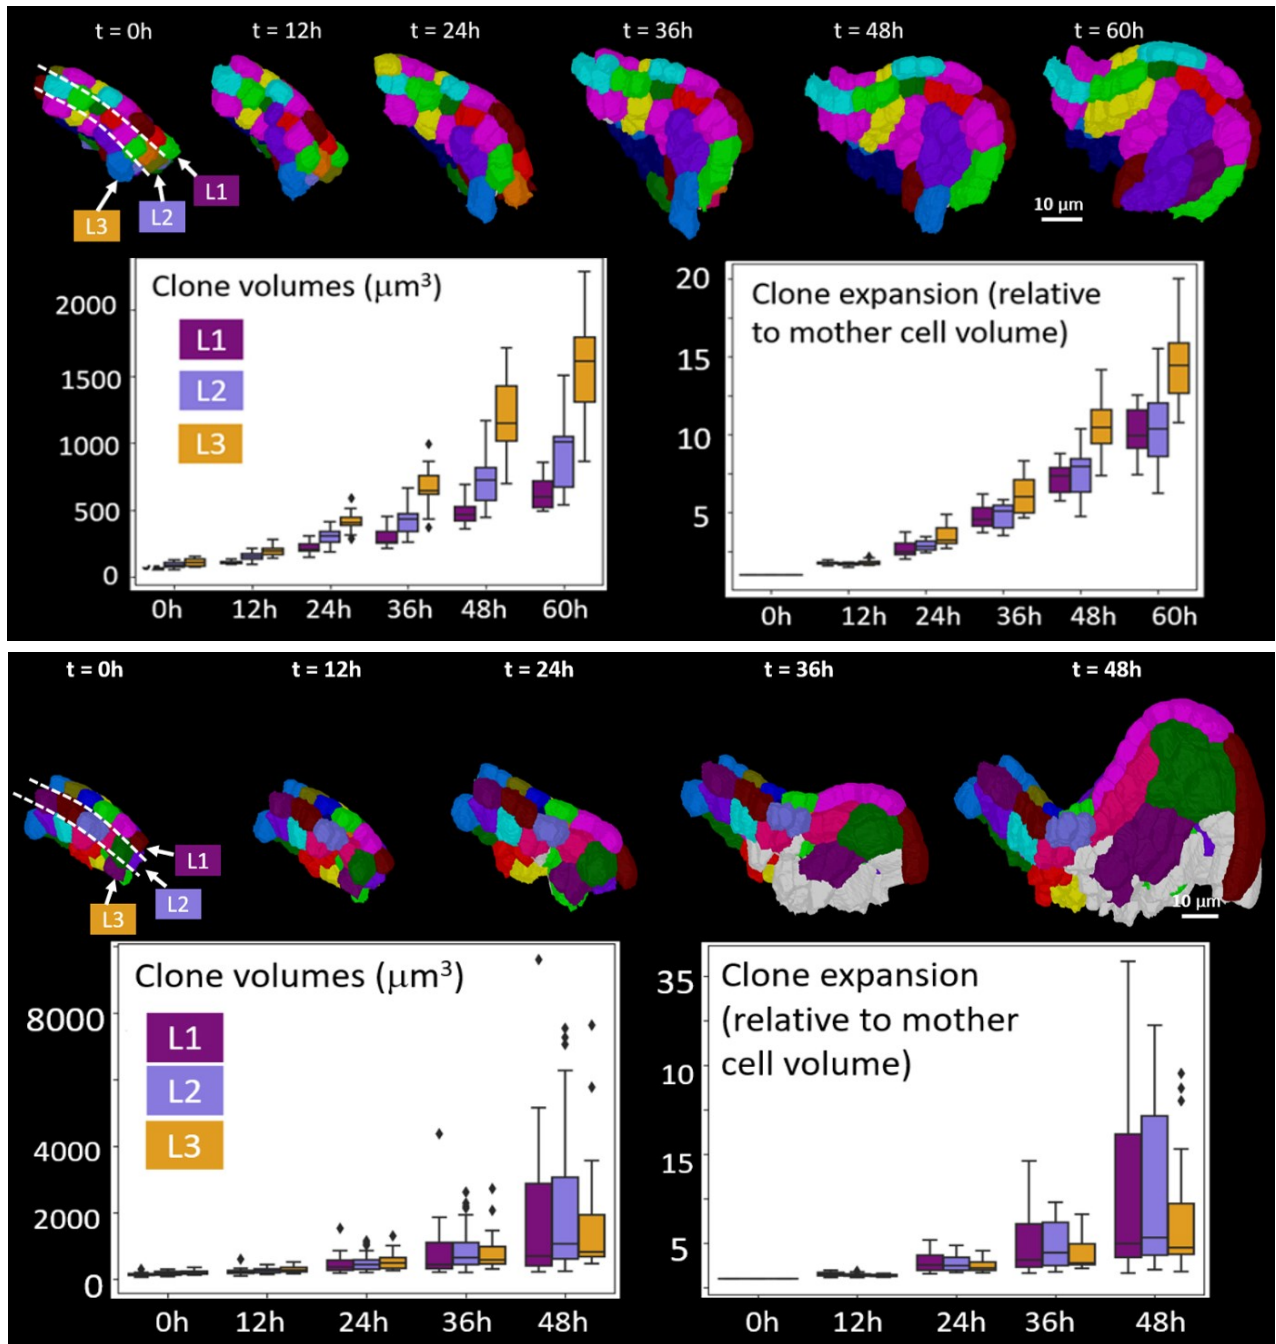 t = 0h t = 12h t = 24h t = 36h t = 48h t = 60h
L1
L2
L3
10 µm
Clone volumes (µm³)
L1
L2
L3
2000
1500
1000
500
0
0h 12h 24h 36h 48h 60h
Clone expansion (relative
to mother cell volume)
20
15
10
5
0h 12h 24h 36h 48h 60h
t = 0h t = 12h t = 24h t = 36h t = 48h
L1
L2
L3
10 µm
Clone volumes (µm³)
L1
L2
L3
8000
4000
2000
0
0h 12h 24h 36h 48h
Clone expansion
(relative to mother
cell volume)
35
10
15
5
0h 12h 24h 36h 48h